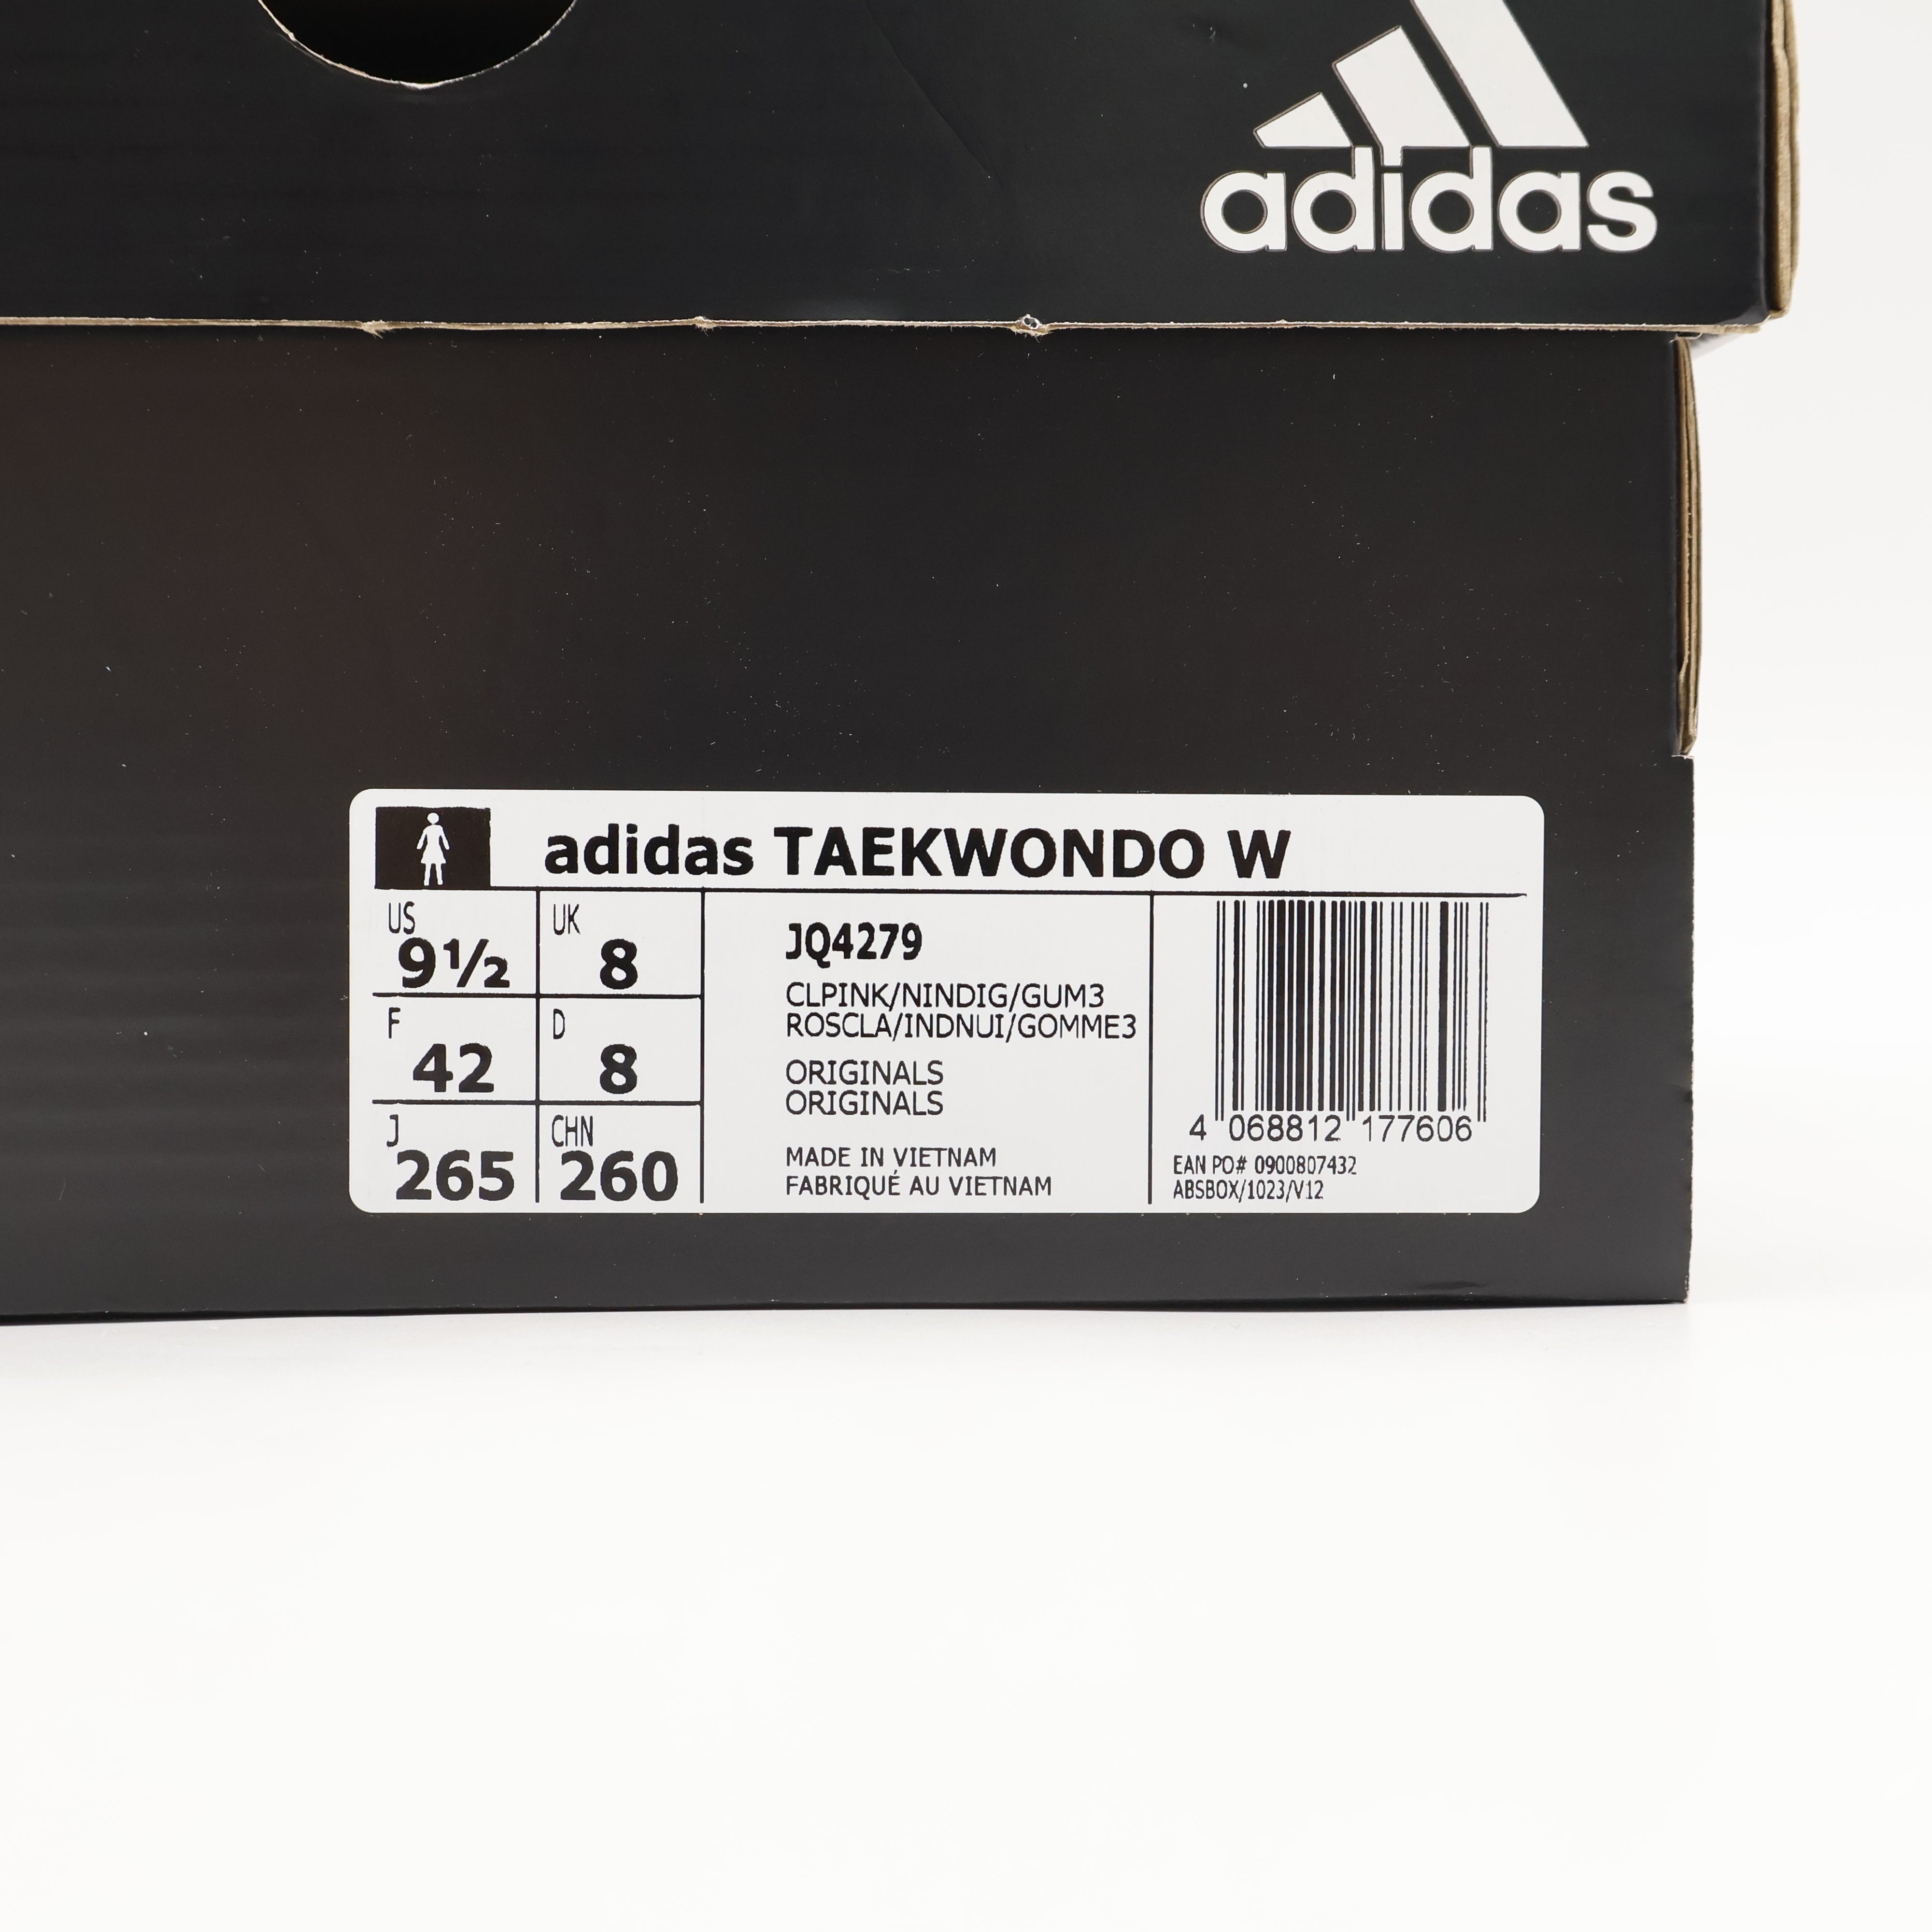 adidas
adidas TAEKWONDO W
US
9½
UK
8
F
42
D
8
J
265
CHN
260
JQ4279
CLPINK/NINDIG/GUM3
ROSCLA/INDNUI/GOMME3
ORIGINALS
ORIGINALS
MADE IN VIETNAM
FABRIQUÉ AU VIETNAM
4 068812 177606
EAN PO# 0900807432
ABSBOX/1023/V12